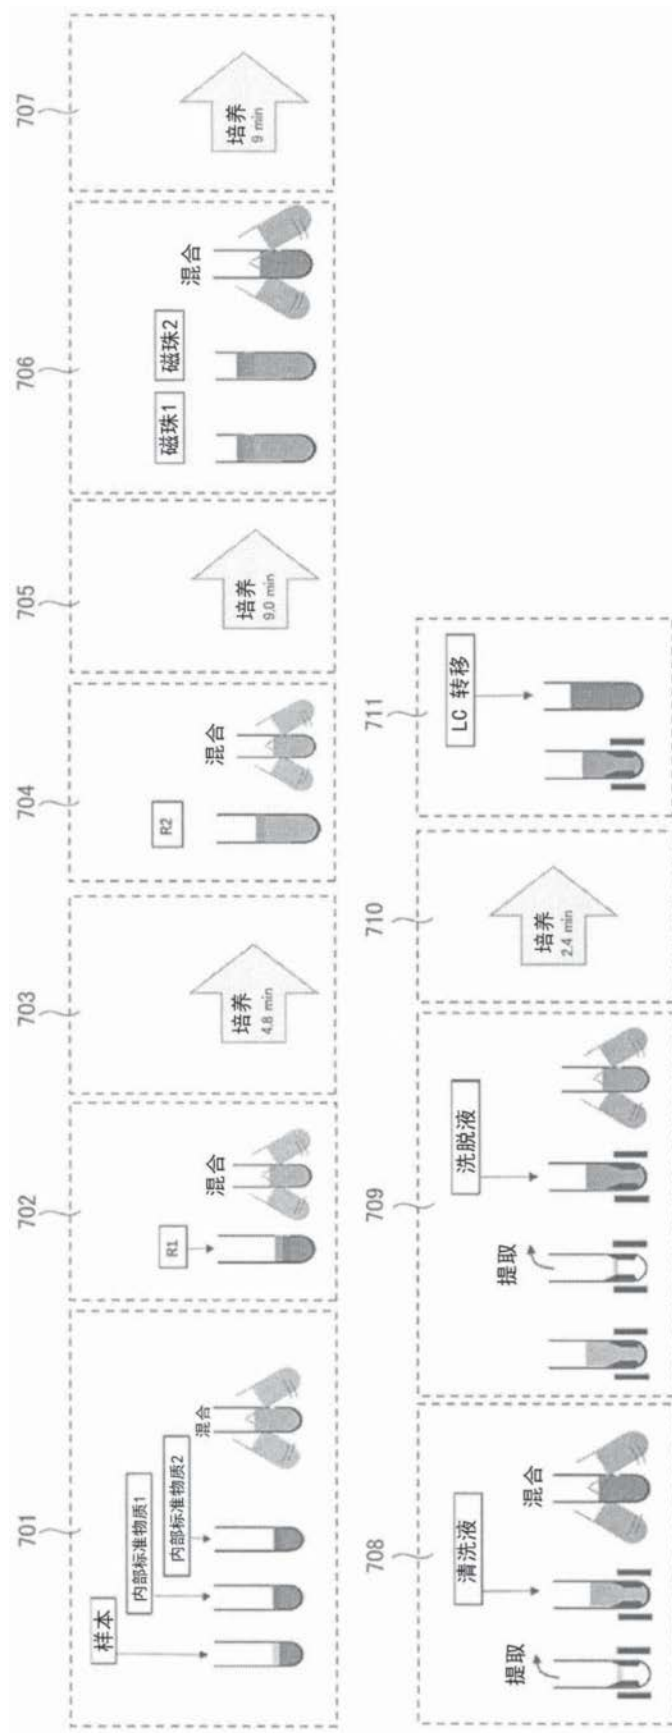 701
样本
内部标准物质1
内部标准物质2
混合
702
R1
混合
703
培养
4.8 min
704
R2
混合
705
培养
9.0 min
706
磁珠1
磁珠2
混合
707
培养
9 min
708
提取
清洗液
混合
709
提取
洗脱液
710
培养
2.4 min
711
LC 转移